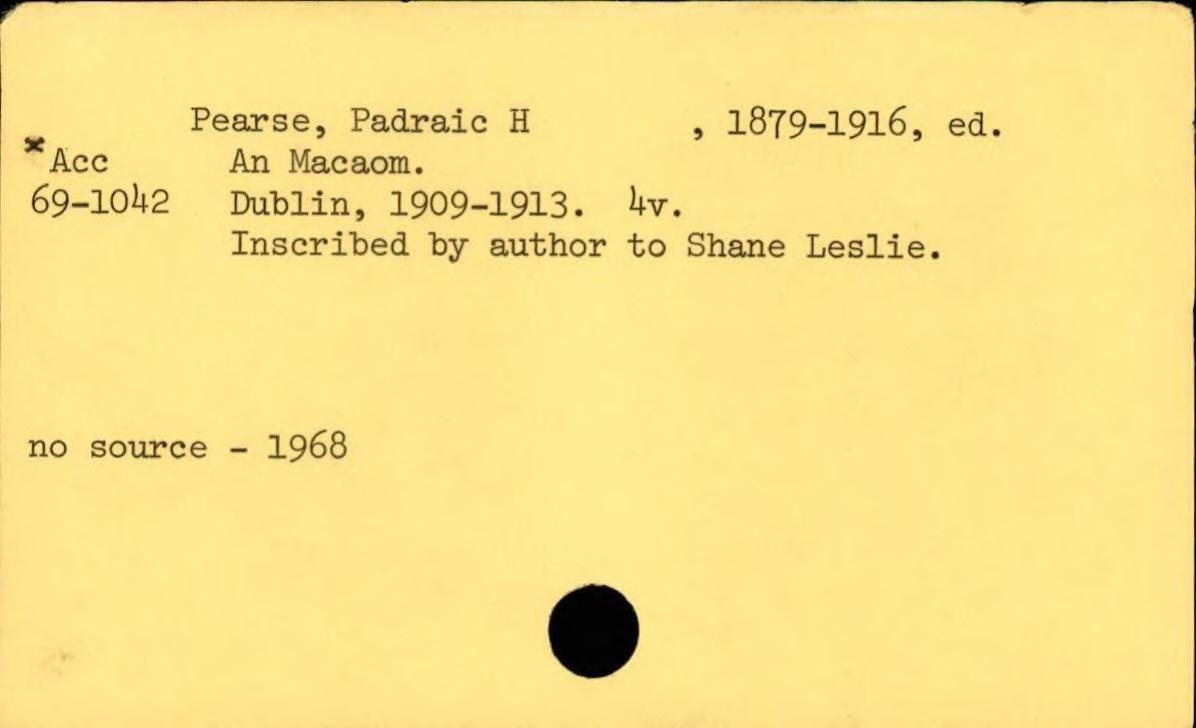 Pearse, Padraic H , 1879-1916, ed.
*Acc An Macaom.
69-1042 Dublin, 1909-1913. 4v.
Inscribed by author to Shane Leslie.
no source - 1968